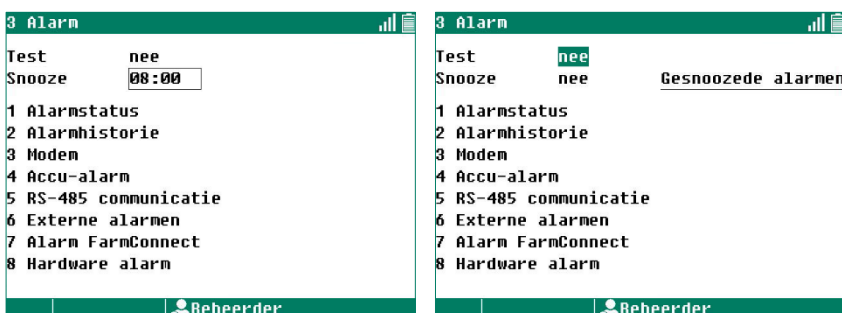 3 Alarm
Test nee
Snooze 08:00
1 Alarmstatus
2 Alarmhistorie
3 Modem
4 Accu-alarm
5 RS-485 communicatie
6 Externe alarmen
7 Alarm FarmConnect
8 Hardware alarm
Beheerder
3 Alarm
Test nee
Snooze nee Gesnoozede alarmen
1 Alarmstatus
2 Alarmhistorie
3 Modem
4 Accu-alarm
5 RS-485 communicatie
6 Externe alarmen
7 Alarm FarmConnect
8 Hardware alarm
Beheerder